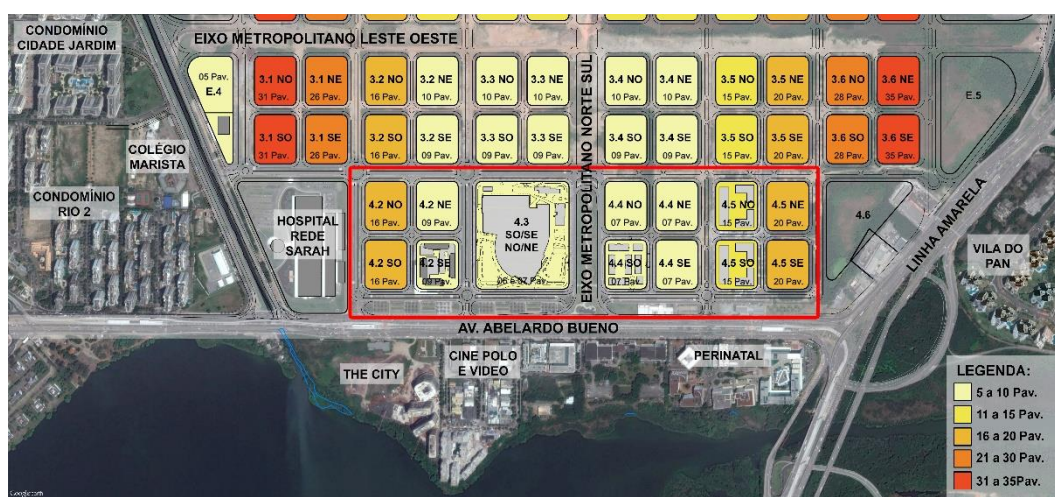 CONDOMÍNIO
CIDADE JARDIM
EIXO METROPOLITANO LESTE OESTE
EIXO METROPOLITANO NORTE SUL
05 Pav.
E.4
3.1 NO
31 Pav.
3.1 NE
26 Pav.
3.2 NO
16 Pav.
3.2 NE
10 Pav.
3.3 NO
10 Pav.
3.3 NE
10 Pav.
3.4 NO
10 Pav.
3.4 NE
10 Pav.
3.5 NO
15 Pav.
3.5 NE
20 Pav.
3.6 NO
28 Pav.
3.6 NE
35 Pav.
E.5
COLÉGIO
MARISTA
3.1 SO
31 Pav.
3.1 SE
26 Pav.
3.2 SO
16 Pav.
3.2 SE
09 Pav.
3.3 SO
09 Pav.
3.3 SE
09 Pav.
3.4 SO
09 Pav.
3.4 SE
09 Pav.
3.5 SO
15 Pav.
3.5 SE
20 Pav.
3.6 SO
28 Pav.
3.6 SE
35 Pav.
CONDOMÍNIO
RIO 2
HOSPITAL
REDE
SARAH
4.2 NO
16 Pav.
4.2 NE
09 Pav.
4.3
SO/SE
NO/NE
06 e 07 Pav.
4.4 NO
07 Pav.
4.4 NE
07 Pav.
4.5 NO
15 Pav.
4.5 NE
20 Pav.
4.6
LINHA AMARELA
VILA DO
PAN
4.2 SO
16 Pav.
4.2 SE
09 Pav.
4.4 SO
07 Pav.
4.4 SE
07 Pav.
4.5 SO
15 Pav.
4.5 SE
20 Pav.
AV. ABELARDO BUENO
THE CITY
CINE POLO
E VIDEO
PERINATAL
LEGENDA:
5 a 10 Pav.
11 a 15 Pav.
16 a 20 Pav.
21 a 30 Pav.
31 a 35Pav.
Google earth